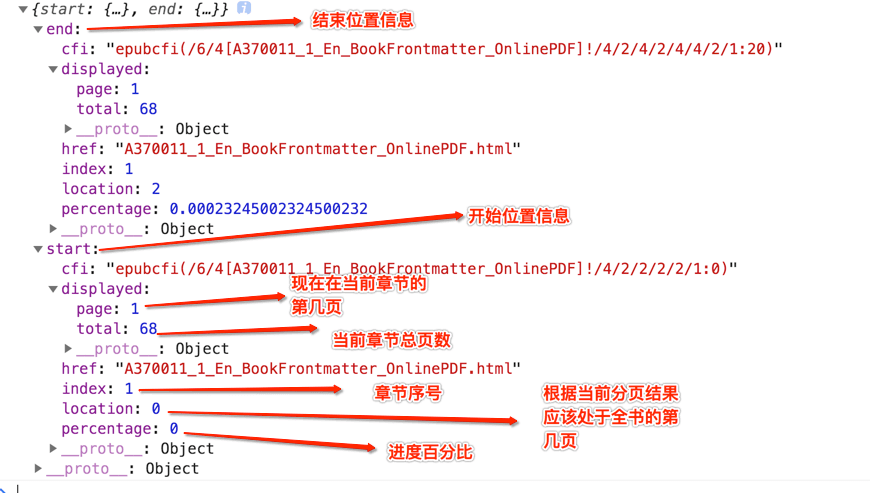 ▼{start: {…}, end: {…}} i
▼end: 结束位置信息
cfi: "epubcfi(/6/4[A370011_1_En_BookFrontmatter_OnlinePDF]!/4/2/4/2/4/4/2/1:20)"
▼displayed:
page: 1
total: 68
▶__proto__: Object
href: "A370011_1_En_BookFrontmatter_OnlinePDF.html"
index: 1
location: 2
percentage: 0.00023245002324500232
▶__proto__: Object
开始位置信息
▼start:
cfi: "epubcfi(/6/4[A370011_1_En_BookFrontmatter_OnlinePDF]!/4/2/2/2/2/1:0)"
▼displayed:
现在在当前章节的
第几页
page: 1
total: 68
当前章节总页数
▶__proto__: Object
href: "A370011_1_En_BookFrontmatter_OnlinePDF.html"
index: 1
章节序号
location: 0
根据当前分页结果
应该处于全书的第
几页
percentage: 0
进度百分比
▶__proto__: Object
▶__proto__: Object